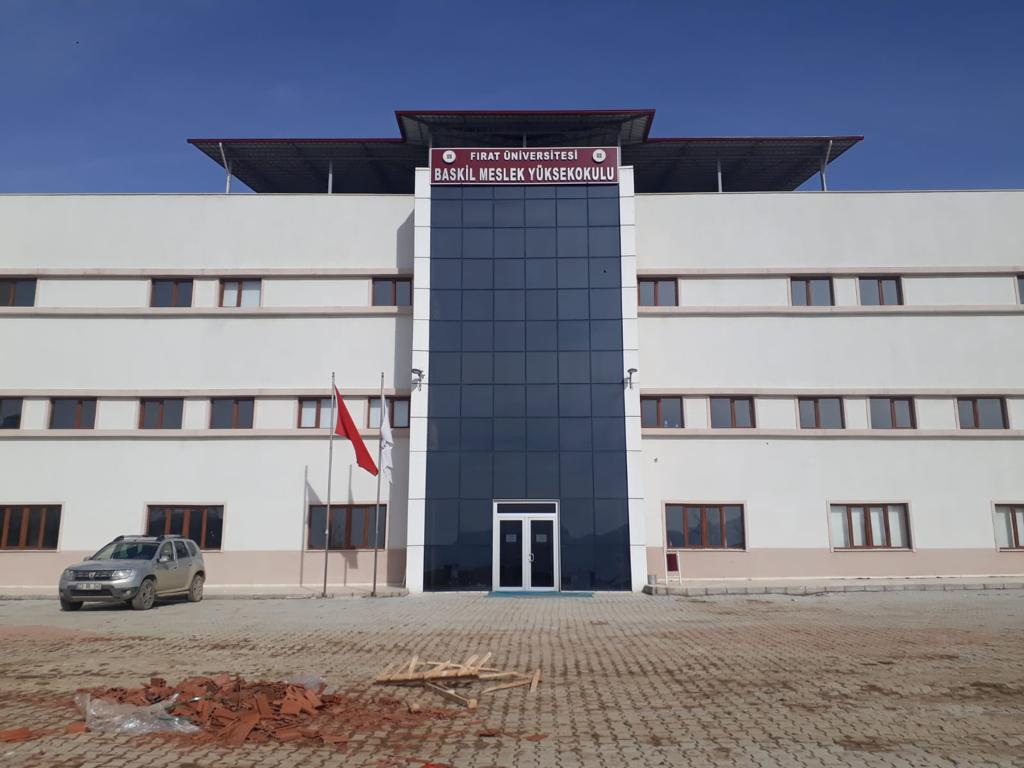 FIRAT ÜNİVERSİTESİ
BASKİL MESLEK YÜKSEKOKULU